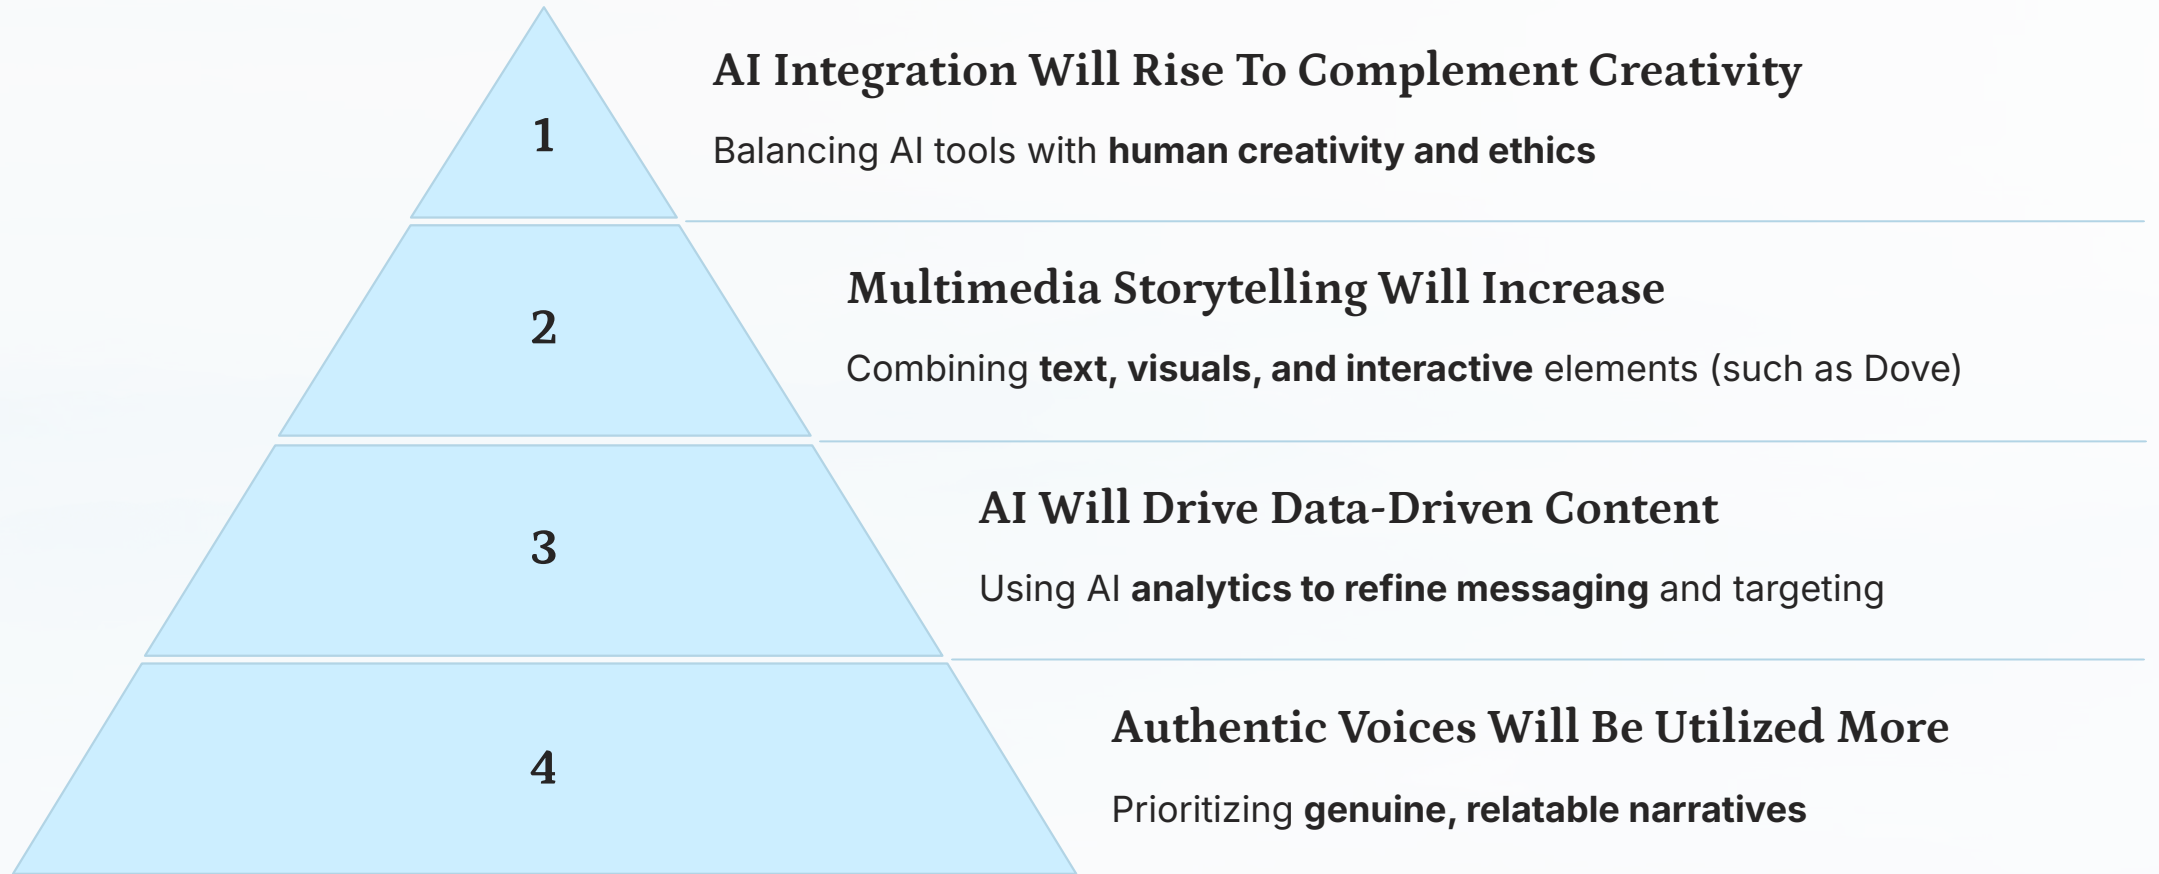 1
AI Integration Will Rise To Complement Creativity
Balancing AI tools with human creativity and ethics
2
Multimedia Storytelling Will Increase
Combining text, visuals, and interactive elements (such as Dove)
3
AI Will Drive Data-Driven Content
Using AI analytics to refine messaging and targeting
4
Authentic Voices Will Be Utilized More
Prioritizing genuine, relatable narratives